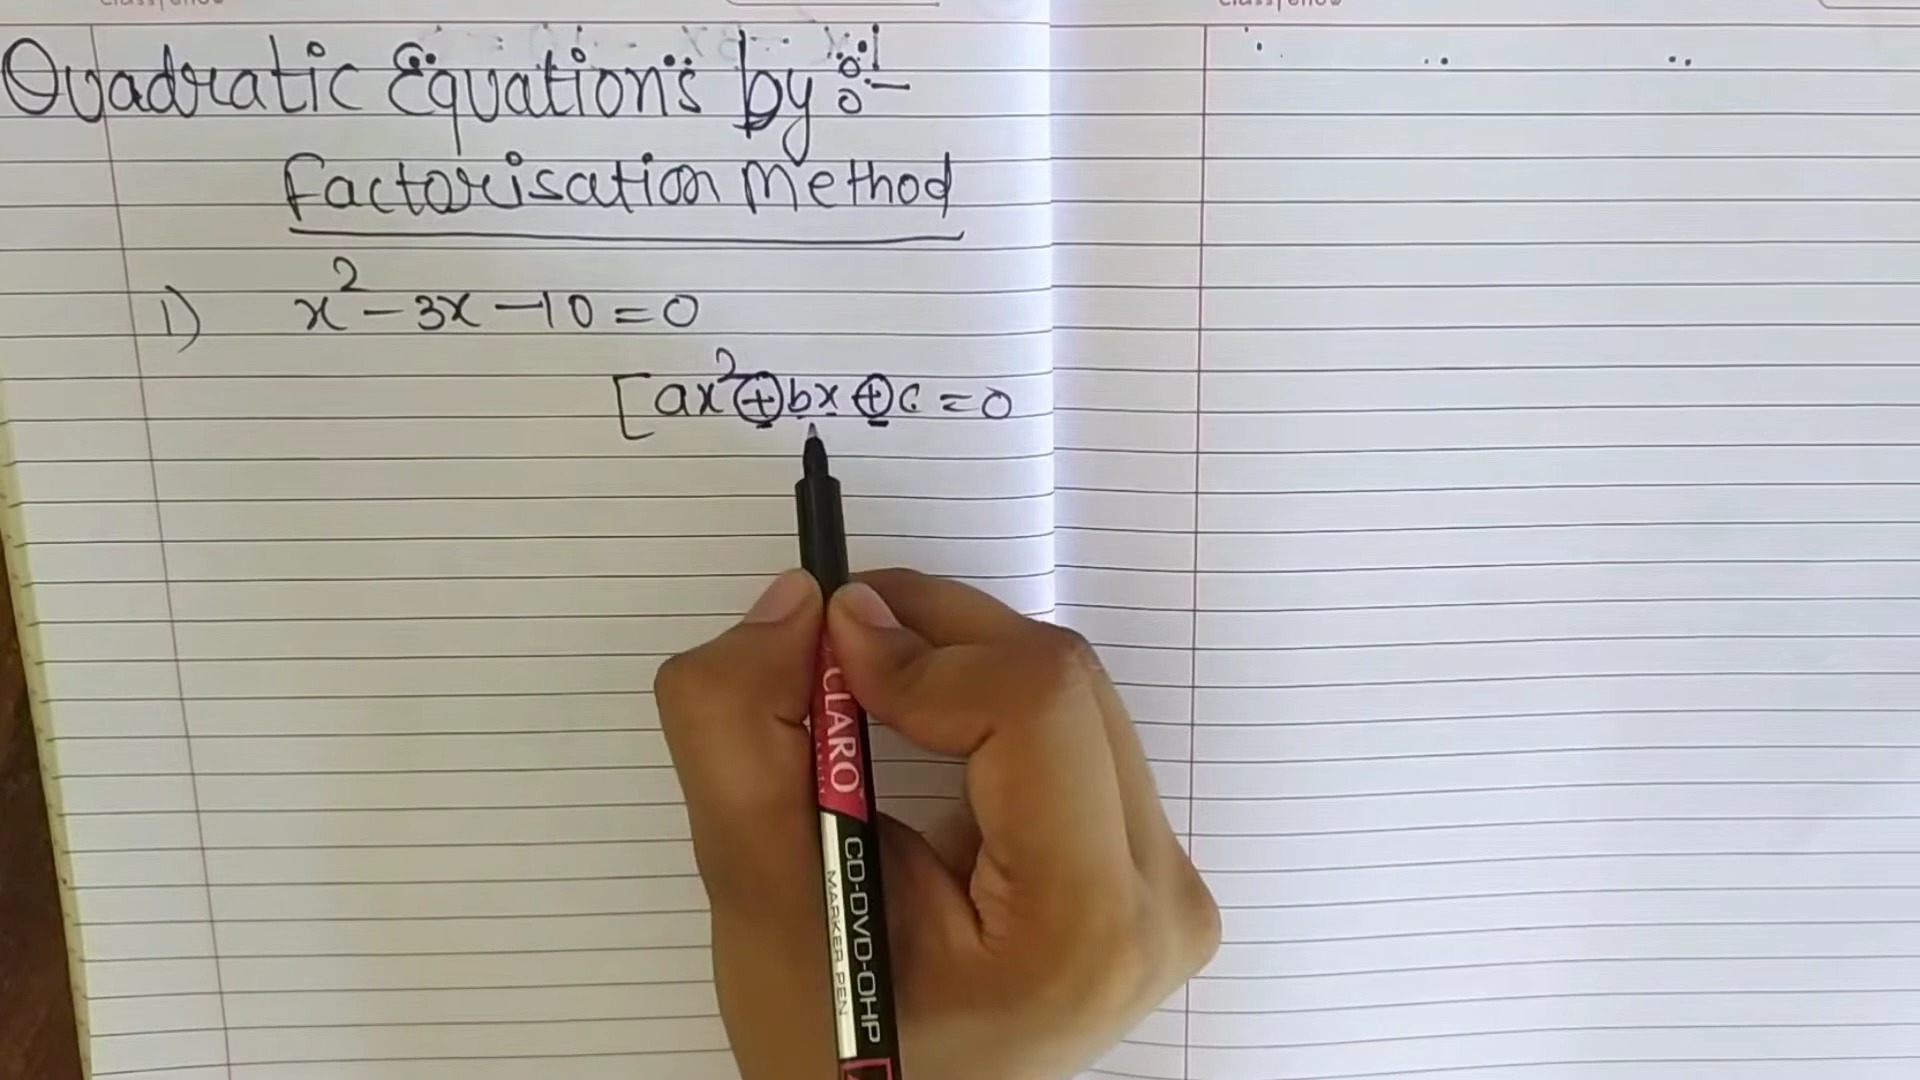 Quadratic Equations by :-
Factorisation Method
1) x² - 3x - 10 = 0
[ax² + bx + c = 0
CLARO
CD-DVD-OHP
MARKER PEN